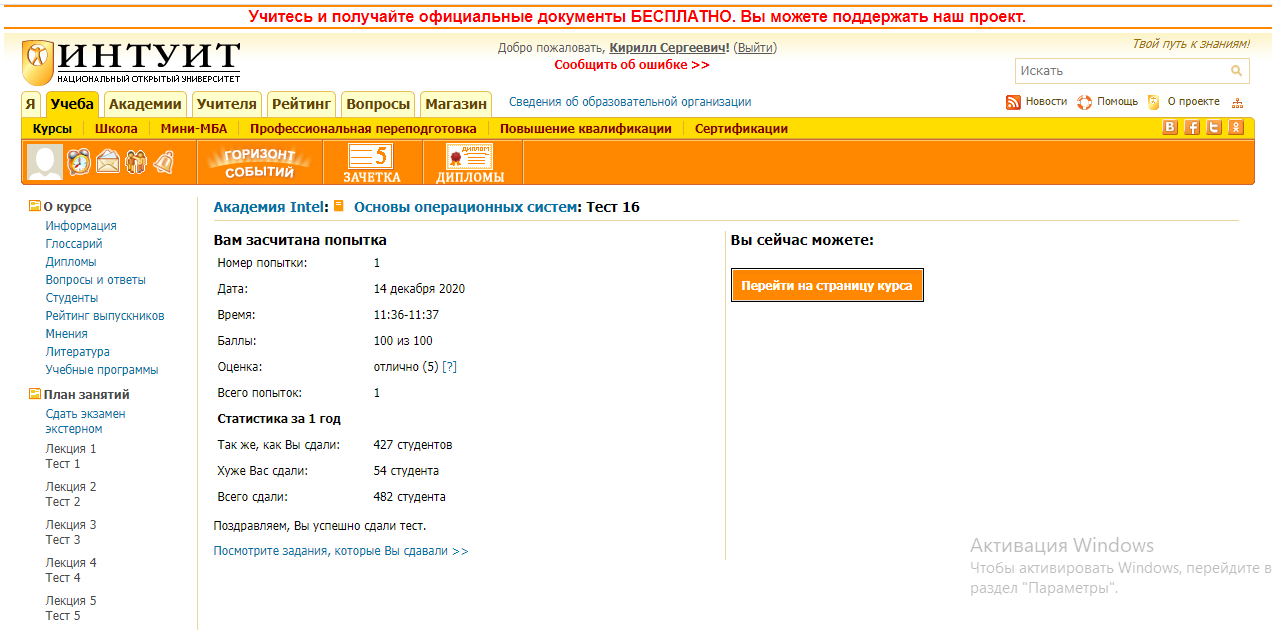 Учитесь и получайте официальные документы БЕСПЛАТНО. Вы можете поддержать наш проект.
ИНТУИТ
НАЦИОНАЛЬНЫЙ ОТКРЫТЫЙ УНИВЕРСИТЕТ
Добро пожаловать, Кирилл Сергеевич! (Выйти)
Сообщить об ошибке >>
Твой путь к знаниям!
Искать
Я Учеба Академии Учителя Рейтинг Вопросы Магазин Сведения об образовательной организации
Новости Помощь О проекте
Курсы Школа Мини-МБА Профессиональная переподготовка Повышение квалификации Сертификации
В f t
ГОРИЗОНТ СОБЫТИЙ
5 ЗАЧЕТКА
ДИПЛОМ ДИПЛОМЫ
О курсе
Информация
Глоссарий
Дипломы
Вопросы и ответы
Студенты
Рейтинг выпускников
Мнения
Литература
Учебные программы
План занятий
Сдать экзамен
экстерном
Лекция 1
Тест 1
Лекция 2
Тест 2
Лекция 3
Тест 3
Лекция 4
Тест 4
Лекция 5
Тест 5
Академия Intel: Основы операционных систем: Тест 16
Вам засчитана попытка
Номер попытки: 1
Дата: 14 декабря 2020
Время: 11:36-11:37
Баллы: 100 из 100
Оценка: отлично (5) [?]
Всего попыток: 1
Статистика за 1 год
Так же, как Вы сдали: 427 студентов
Хуже Вас сдали: 54 студента
Всего сдали: 482 студента
Поздравляем, Вы успешно сдали тест.
Посмотрите задания, которые Вы сдавали >>
Вы сейчас можете:
Перейти на страницу курса
Активация Windows
Чтобы активировать Windows, перейдите в
раздел "Параметры".